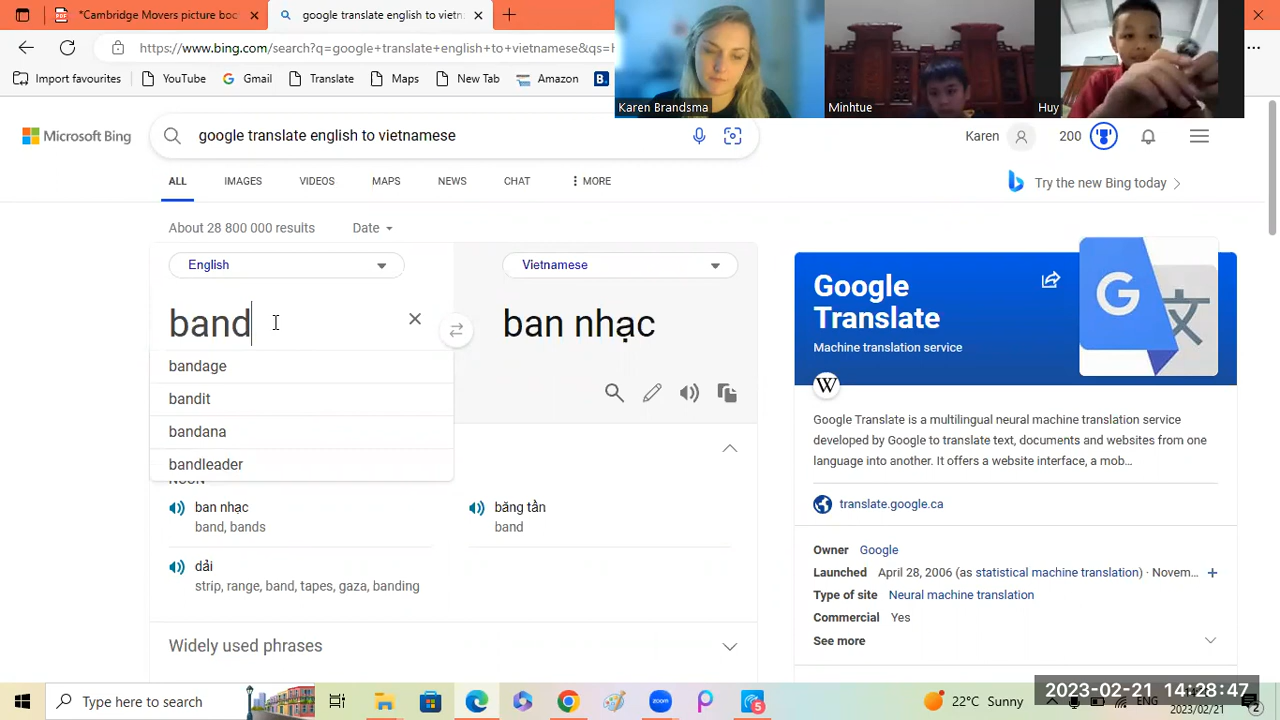 "Cambridge Movers posters.pdf
google translate english to vietn
https://www.bing.com/search?q=google+translate+english+to+vietnamese&qs=H
Import favourites
YouTube
Gmail
Translate
Maps
New Tab
Amazon
B.
Karen Brandsma
Minhtue
Huy
Microsoft Bing
google translate english to vietnamese
Karen
200
ALL
IMAGES
VIDEOS
MAPS
NEWS
CHAT
MORE
Try the new Bing today
About 28 800 000 results
Date
English
Vietnamese
band
ban nhạc
bandage
bandit
bandana
bandleader
NOUN
ban nhạc
band, bands
băng tần
band
dải
strip, range, band, tapes, gaza, banding
Widely used phrases
Google
Translate
Machine translation service
G
文
W
Google Translate is a multilingual neural machine translation service
developed by Google to translate text, documents and websites from one
language into another. It offers a website interface, a mob...
translate.google.ca
Owner Google
Launched April 28, 2006 (as statistical machine translation) · Novem...
Type of site Neural machine translation
Commercial Yes
See more
Type here to search
5
22°C Sunny
ENG
2023-02-21 14:28:47
2023/02/21
2